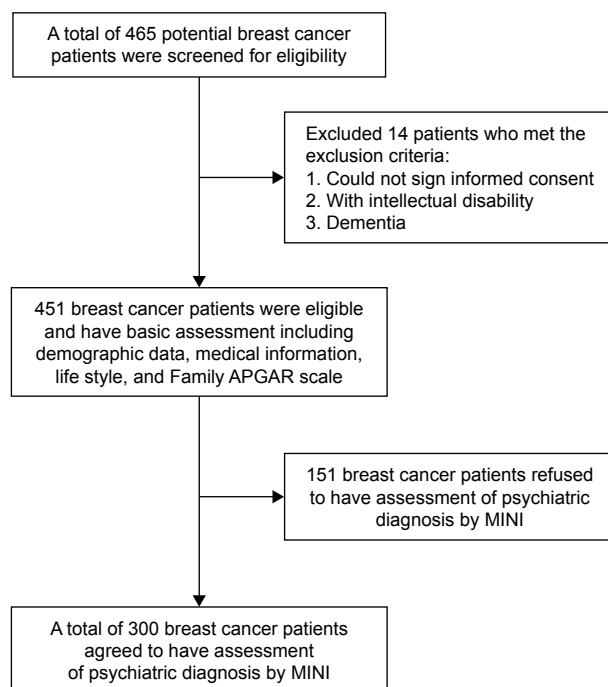 A total of 465 potential breast cancer
patients were screened for eligibility
Excluded 14 patients who met the
exclusion criteria:
1. Could not sign informed consent
2. With intellectual disability
3. Dementia
451 breast cancer patients were eligible
and have basic assessment including
demographic data, medical information,
life style, and Family APGAR scale
151 breast cancer patients refused
to have assessment of psychiatric
diagnosis by MINI
A total of 300 breast cancer patients
agreed to have assessment
of psychiatric diagnosis by MINI